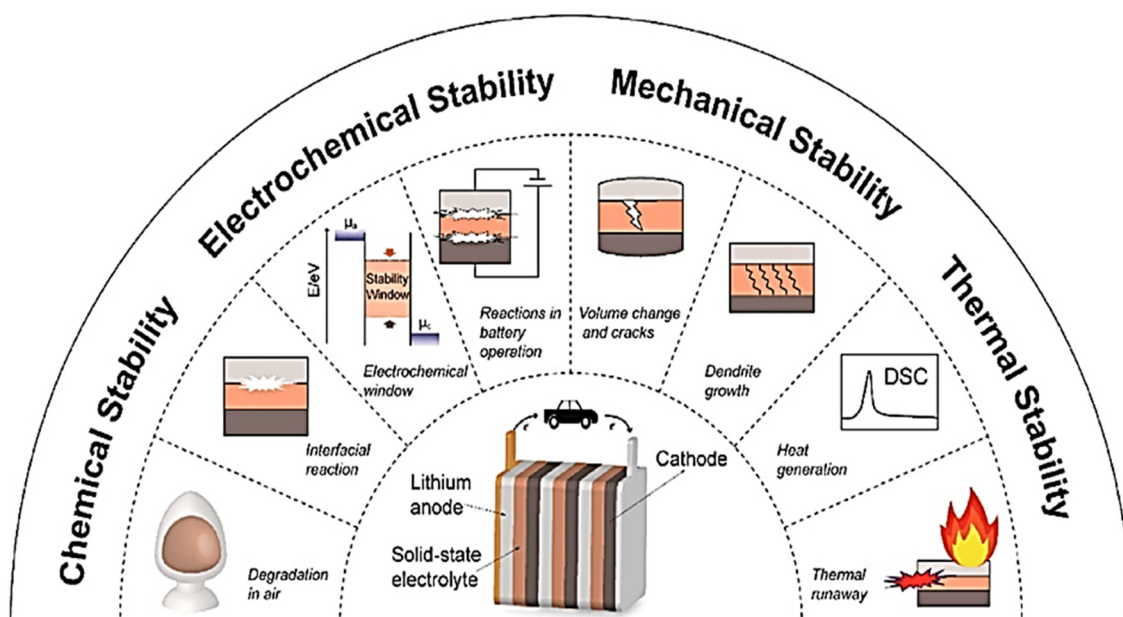 Chemical Stability
Electrochemical Stability
Mechanical Stability
Thermal Stability
Degradation
in air
Interfacial
reaction
E/eV
μₐ
Stability
Window
μ꜀
Electrochemical
window
Reactions in
battery
operation
Volume change
and cracks
Dendrite
growth
DSC
Heat
generation
Thermal
runaway
e⁻
e⁻
Lithium
anode
Cathode
Solid-state
electrolyte